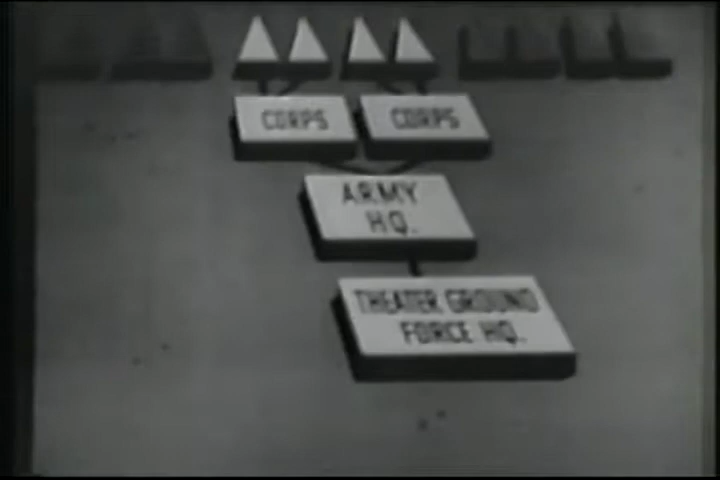 CORPS CORPS
ARMY
HQ.
THEATER GROUND
FORCE HQ.